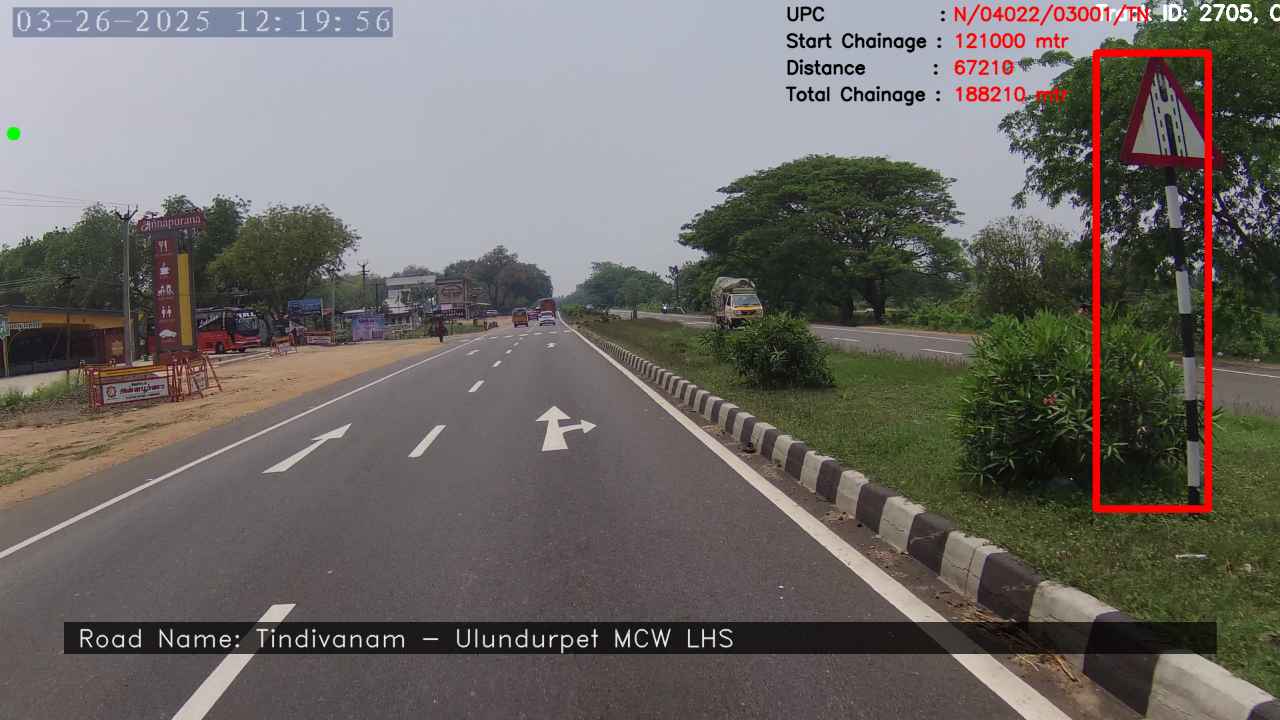 03-26-2025 12:19:56
UPC : N/04022/03001/TN
ID: 2705,
Start Chainage : 121000 mtr
Distance : 67210
Total Chainage : 188210 mtr
Annapurana
Road Name: Tindivanam - Ulundurpet MCW LHS